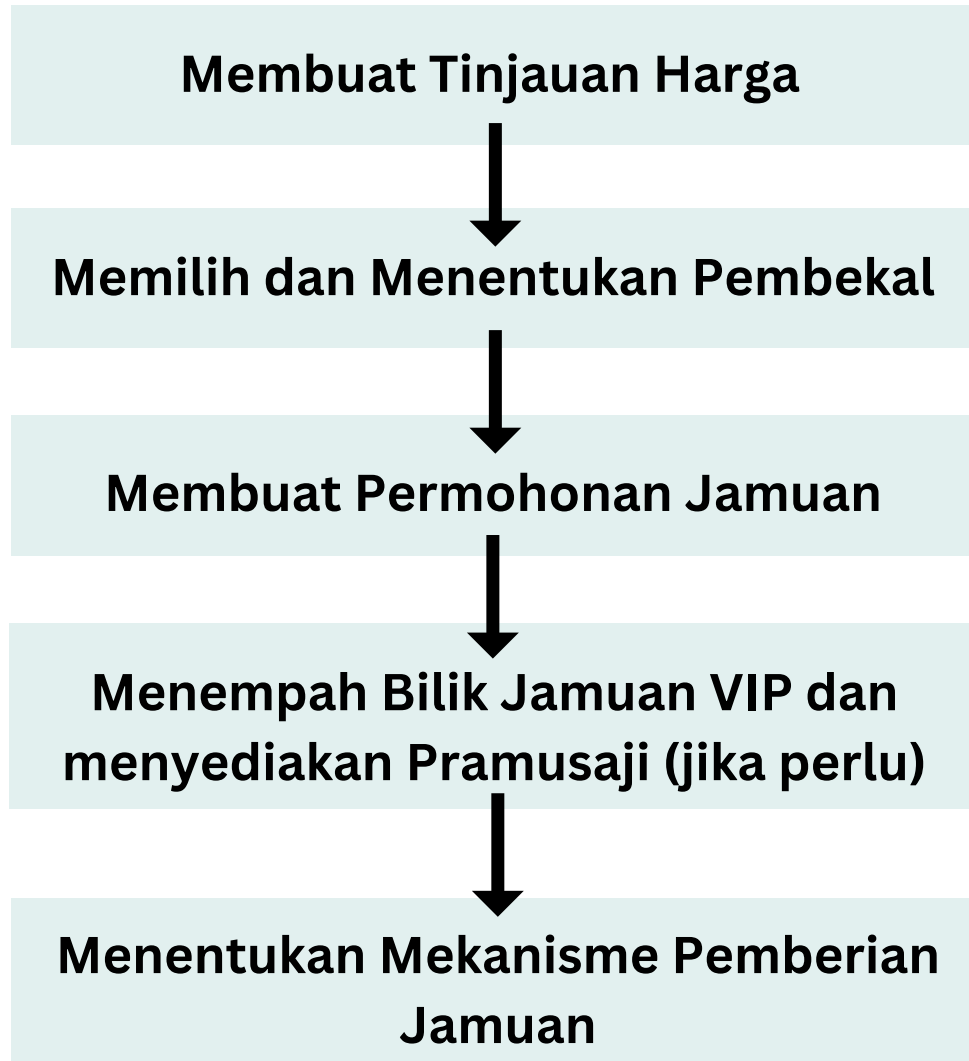 Membuat Tinjauan Harga
Memilih dan Menentukan Pembekal
Membuat Permohonan Jamuan
Menempah Bilik Jamuan VIP dan
menyediakan Pramusaji (jika perlu)
Menentukan Mekanisme Pemberian
Jamuan